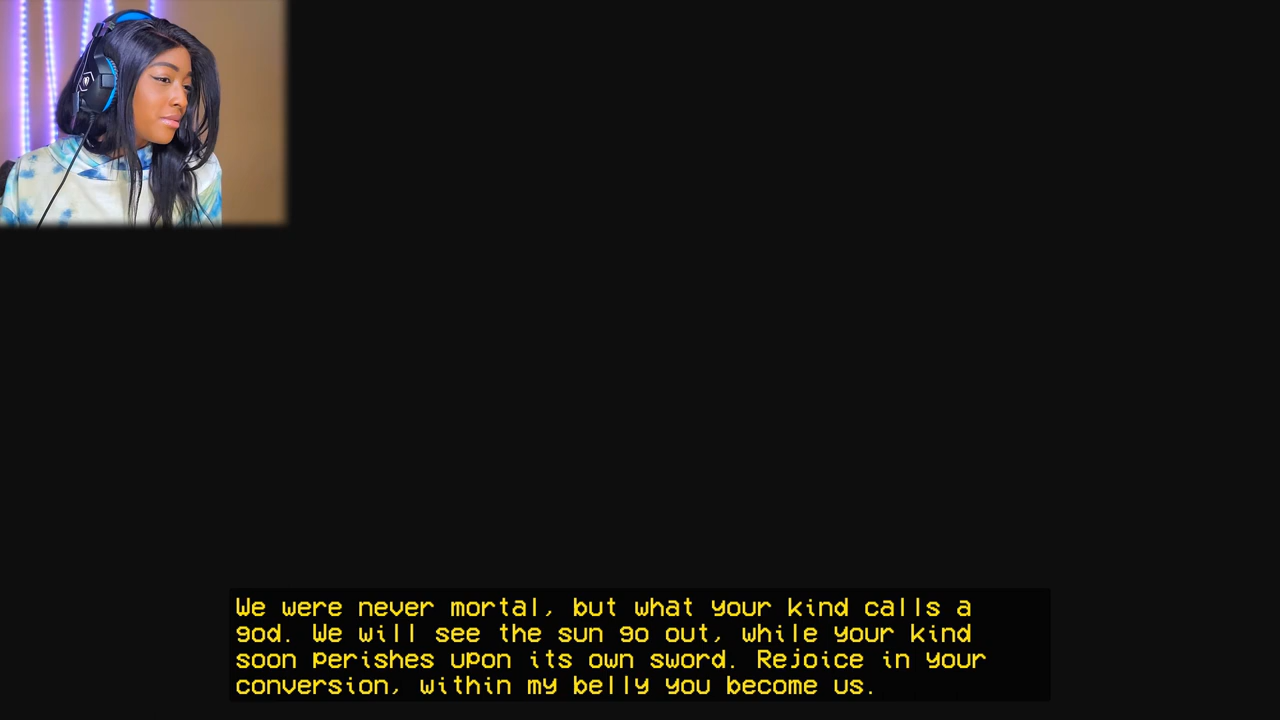 We were never mortal, but what your kind calls a
god. We will see the sun go out, while your kind
soon perishes upon its own sword. Rejoice in your
conversion, within my belly you become us.